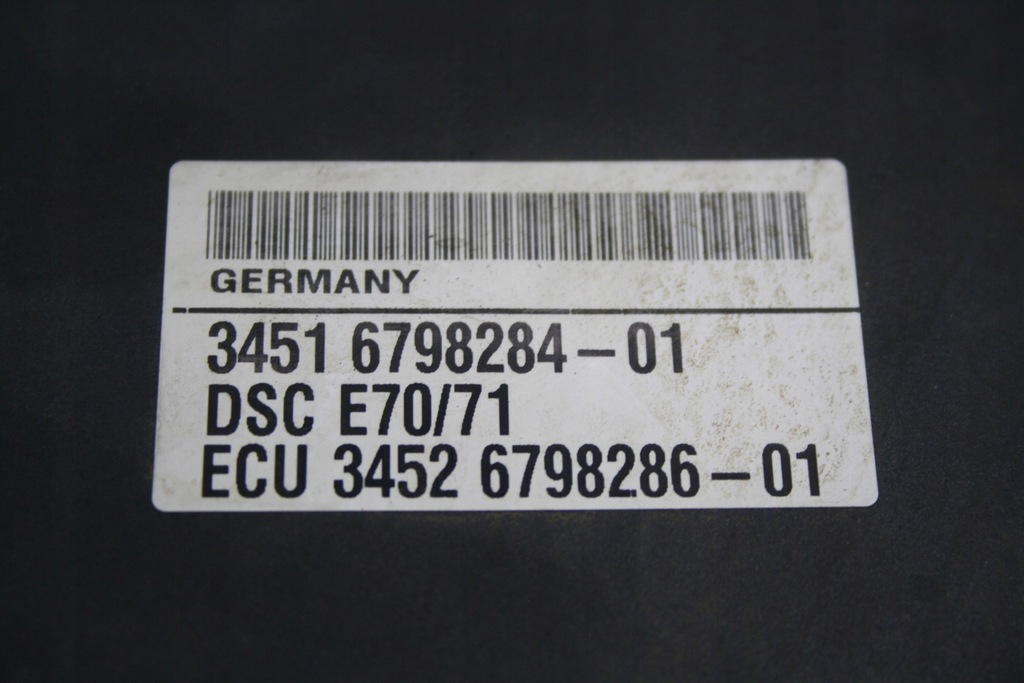 GERMANY
3451 6798284-01
DSC E70/71
ECU 3452 6798286-01